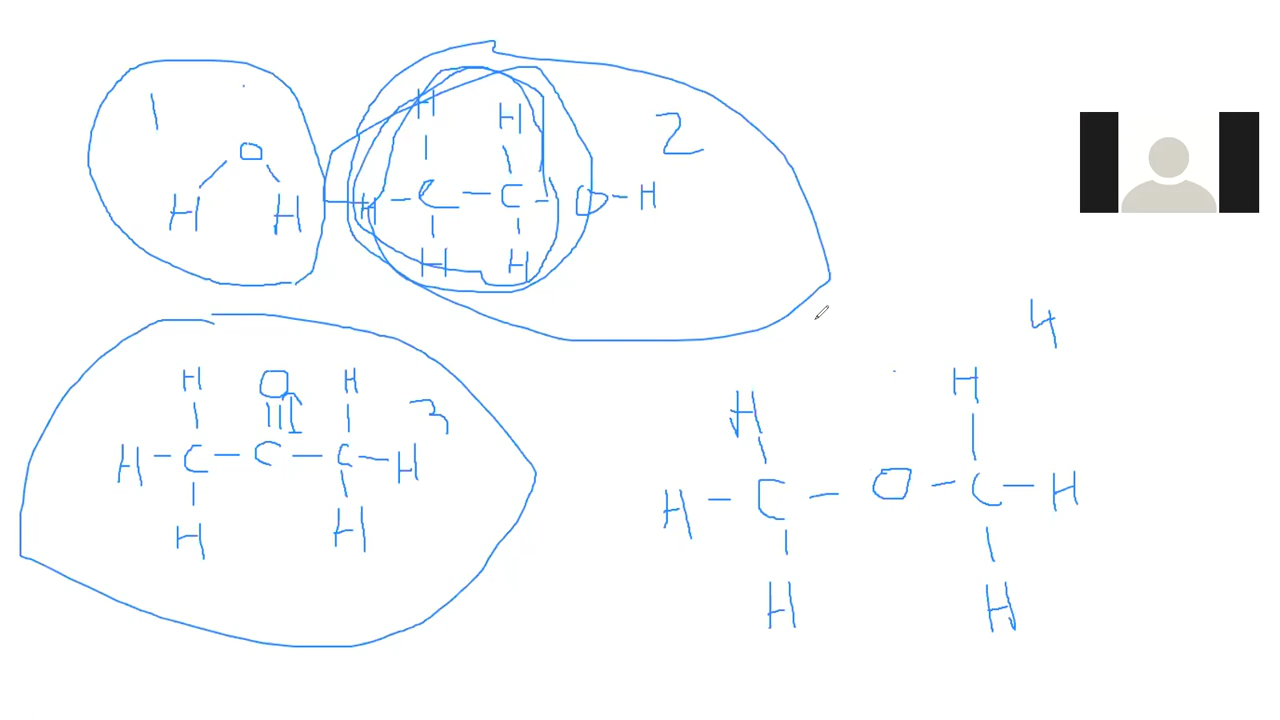 1
O
H H
2
H H
H - C - C - O - H
H H
3
H O H
H - C - C - C - H
H H
4
H H
H - C - O - C - H
H H